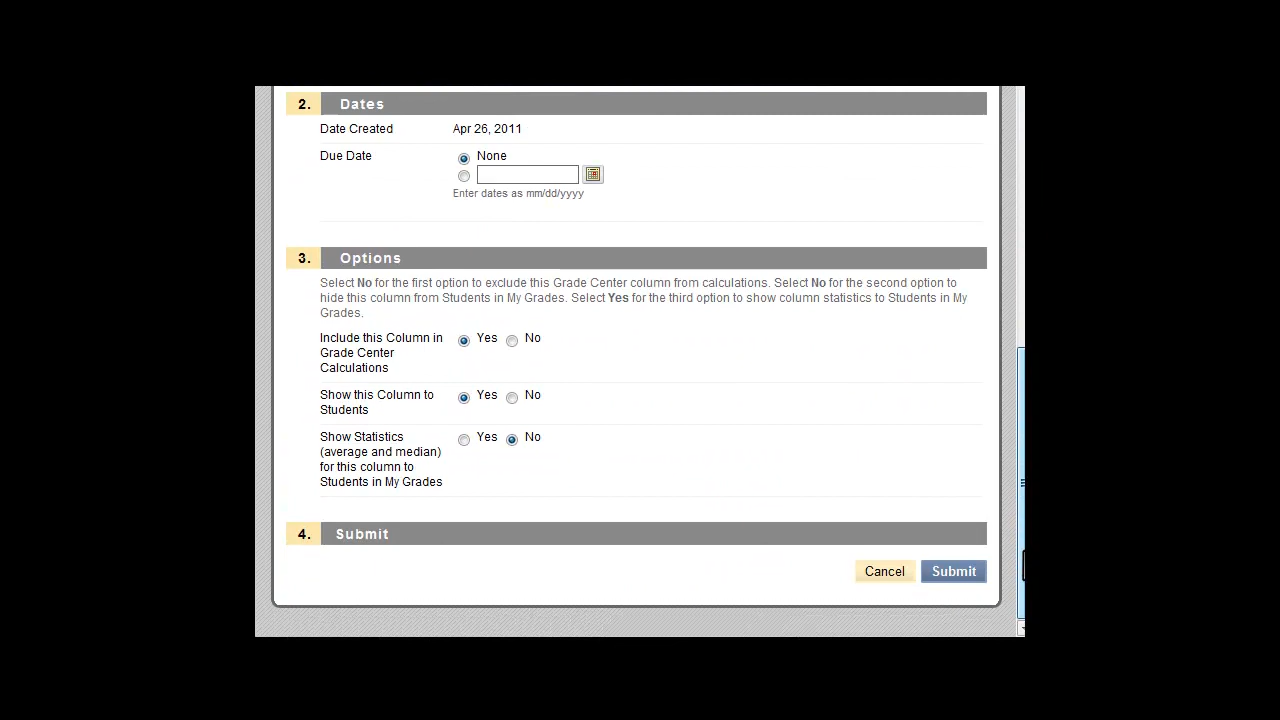 2. Dates
Date Created Apr 26, 2011
Due Date None
Enter dates as mm/dd/yyyy
3. Options
Select No for the first option to exclude this Grade Center column from calculations. Select No for the second option to
hide this column from Students in My Grades. Select Yes for the third option to show column statistics to Students in My
Grades.
Include this Column in Yes No
Grade Center
Calculations
Show this Column to Yes No
Students
Show Statistics Yes No
(average and median)
for this column to
Students in My Grades
4. Submit
Cancel Submit